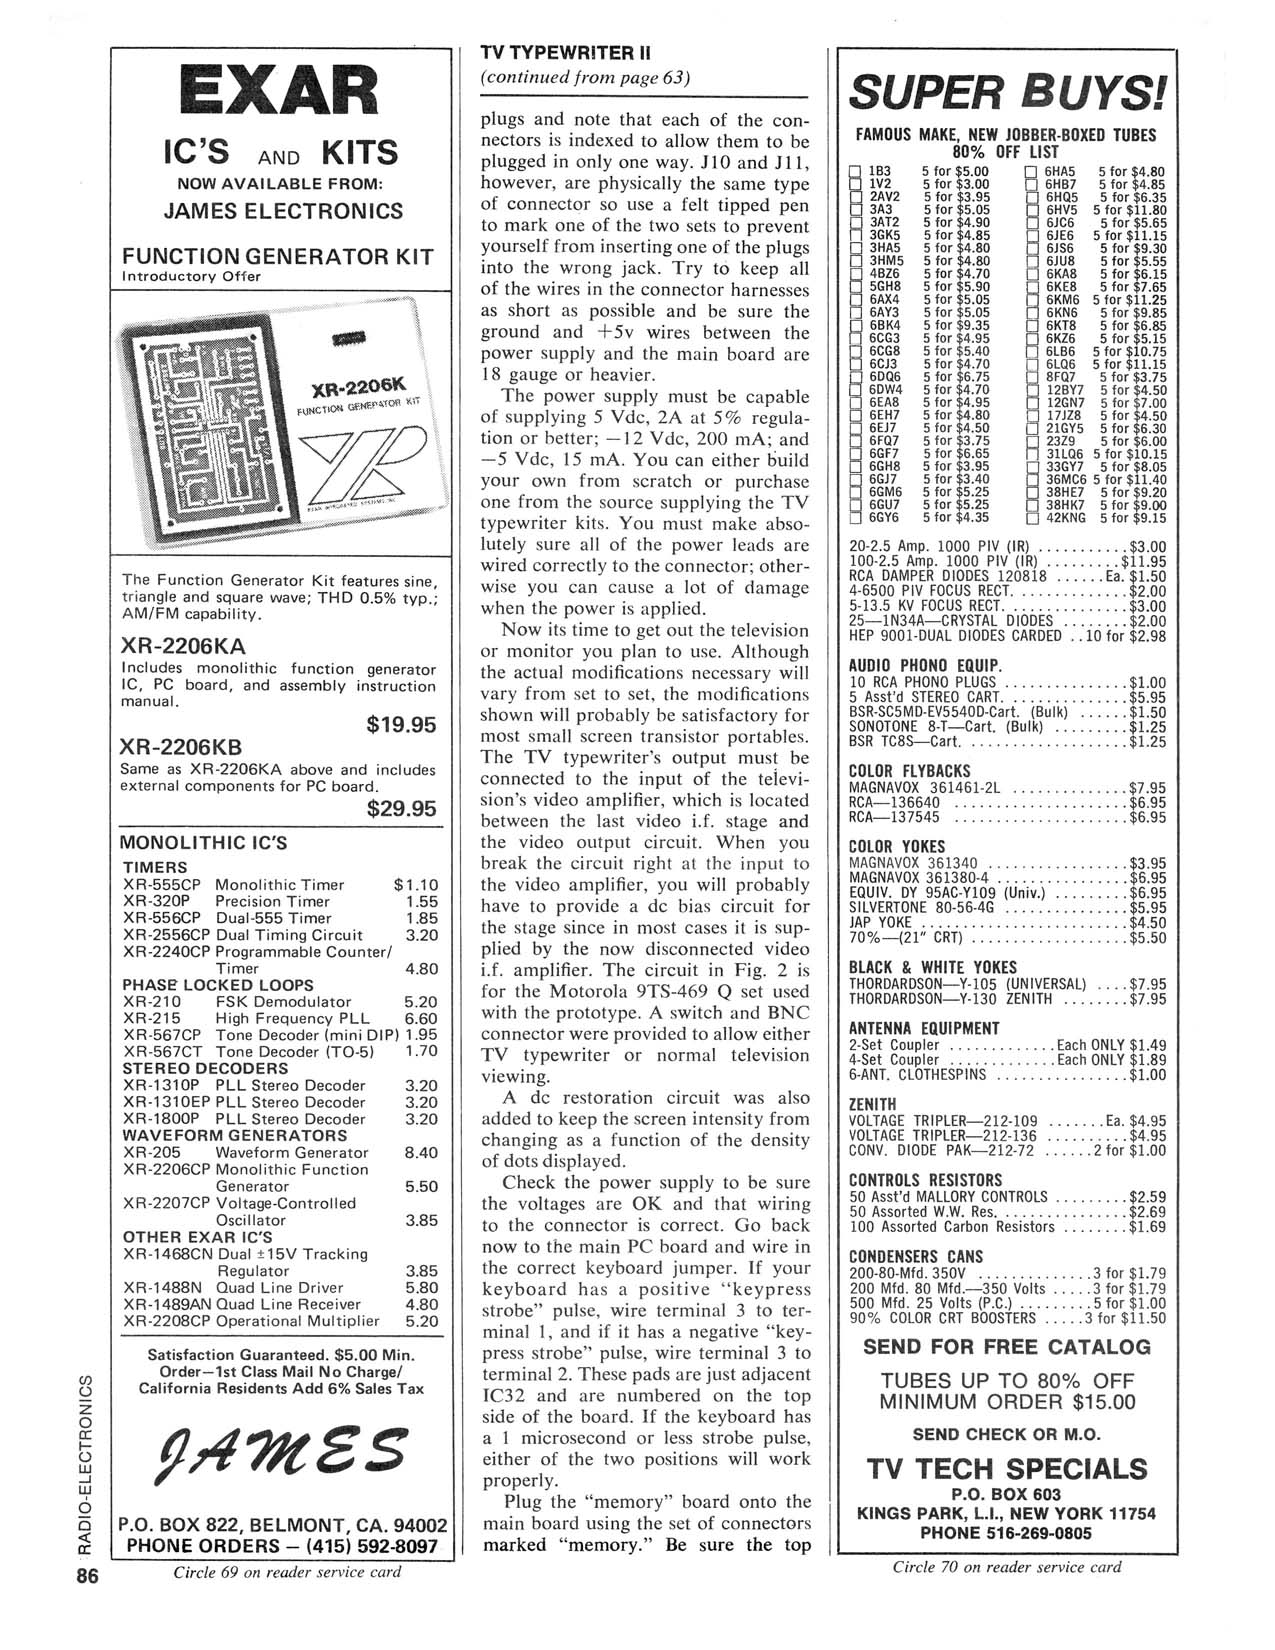 EXAR
IC'S AND KITS
NOW AVAILABLE FROM:
JAMES ELECTRONICS
FUNCTION GENERATOR KIT
Introductory Offer
XR-2206K
FUNCTION GENERATOR KIT
EXAR INTEGRATED SYSTEMS, INC.
The Function Generator Kit features sine,
triangle and square wave; THD 0.5% typ.;
AM/FM capability.
XR-2206KA
Includes monolithic function generator
IC, PC board, and assembly instruction
manual.
$19.95
XR-2206KB
Same as XR-2206KA above and includes
external components for PC board.
$29.95
MONOLITHIC IC'S
TIMERS
XR-555CP Monolithic Timer $1.10
XR-320P Precision Timer 1.55
XR-556CP Dual-555 Timer 1.85
XR-2556CP Dual Timing Circuit 3.20
XR-2240CP Programmable Counter/
Timer 4.80
PHASE LOCKED LOOPS
XR-210 FSK Demodulator 5.20
XR-215 High Frequency PLL 6.60
XR-567CP Tone Decoder (mini DIP) 1.95
XR-567CT Tone Decoder (TO-5) 1.70
STEREO DECODERS
XR-1310P PLL Stereo Decoder 3.20
XR-1310EP PLL Stereo Decoder 3.20
XR-1800P PLL Stereo Decoder 3.20
WAVEFORM GENERATORS
XR-205 Waveform Generator 8.40
XR-2206CP Monolithic Function
Generator 5.50
XR-2207CP Voltage-Controlled
Oscillator 3.85
OTHER EXAR IC'S
XR-1468CN Dual ±15V Tracking
Regulator 3.85
XR-1488N Quad Line Driver 5.80
XR-1489AN Quad Line Receiver 4.80
XR-2208CP Operational Multiplier 5.20
Satisfaction Guaranteed. $5.00 Min.
Order—1st Class Mail No Charge/
California Residents Add 6% Sales Tax
JAMES
P.O. BOX 822, BELMONT, CA. 94002
PHONE ORDERS — (415) 592-8097
Circle 69 on reader service card
RADIO-ELECTRONICS
86
TV TYPEWRITER II
(continued from page 63)
plugs and note that each of the con-
nectors is indexed to allow them to be
plugged in only one way. J10 and J11,
however, are physically the same type
of connector so use a felt tipped pen
to mark one of the two sets to prevent
yourself from inserting one of the plugs
into the wrong jack. Try to keep all
of the wires in the connector harnesses
as short as possible and be sure the
ground and +5v wires between the
power supply and the main board are
18 gauge or heavier.
The power supply must be capable
of supplying 5 Vdc, 2A at 5% regula-
tion or better; —12 Vdc, 200 mA; and
—5 Vdc, 15 mA. You can either build
your own from scratch or purchase
one from the source supplying the TV
typewriter kits. You must make abso-
lutely sure all of the power leads are
wired correctly to the connector; other-
wise you can cause a lot of damage
when the power is applied.
Now its time to get out the television
or monitor you plan to use. Although
the actual modifications necessary will
vary from set to set, the modifications
shown will probably be satisfactory for
most small screen transistor portables.
The TV typewriter's output must be
connected to the input of the televi-
sion's video amplifier, which is located
between the last video i.f. stage and
the video output circuit. When you
break the circuit right at the input to
the video amplifier, you will probably
have to provide a dc bias circuit for
the stage since in most cases it is sup-
plied by the now disconnected video
i.f. amplifier. The circuit in Fig. 2 is
for the Motorola 9TS-469 Q set used
with the prototype. A switch and BNC
connector were provided to allow either
TV typewriter or normal television
viewing.
A dc restoration circuit was also
added to keep the screen intensity from
changing as a function of the density
of dots displayed.
Check the power supply to be sure
the voltages are OK and that wiring
to the connector is correct. Go back
now to the main PC board and wire in
the correct keyboard jumper. If your
keyboard has a positive "keypress
strobe" pulse, wire terminal 3 to ter-
minal 1, and if it has a negative "key-
press strobe" pulse, wire terminal 3 to
terminal 2. These pads are just adjacent
IC32 and are numbered on the top
side of the board. If the keyboard has
a 1 microsecond or less strobe pulse,
either of the two positions will work
properly.
Plug the "memory" board onto the
main board using the set of connectors
marked "memory." Be sure the top
SUPER BUYS!
FAMOUS MAKE, NEW JOBBER-BOXED TUBES
80% OFF LIST
1B3 5 for $5.00 6HA5 5 for $4.80
1V2 5 for $3.00 6HB7 5 for $4.85
2AV2 5 for $3.95 6HQ5 5 for $6.35
3A3 5 for $5.05 6HV5 5 for $11.80
3AT2 5 for $4.90 6JC6 5 for $5.65
3GK5 5 for $4.85 6JE6 5 for $11.15
3HA5 5 for $4.80 6JS6 5 for $9.30
3HM5 5 for $4.80 6JU8 5 for $5.55
4BZ6 5 for $4.70 6KA8 5 for $6.15
5GH8 5 for $5.90 6KE8 5 for $7.65
6AX4 5 for $5.05 6KM6 5 for $11.25
6AY3 5 for $5.05 6KN6 5 for $9.85
6BK4 5 for $9.35 6KT8 5 for $6.85
6CG3 5 for $4.95 6KZ6 5 for $5.15
6CG8 5 for $5.40 6LB6 5 for $10.75
6CJ3 5 for $4.70 6LQ6 5 for $11.15
6DQ6 5 for $6.75 8FQ7 5 for $3.75
6DW4 5 for $4.70 12BY7 5 for $4.50
6EA8 5 for $4.95 12GN7 5 for $7.00
6EH7 5 for $4.80 17JZ8 5 for $4.50
6EJ7 5 for $4.50 21GY5 5 for $6.30
6FQ7 5 for $3.75 23Z9 5 for $6.00
6GF7 5 for $6.65 31LQ6 5 for $10.15
6GH8 5 for $3.95 33GY7 5 for $8.05
6GJ7 5 for $3.40 36MC6 5 for $11.40
6GM6 5 for $5.25 38HE7 5 for $9.20
6GU7 5 for $5.25 38HK7 5 for $9.00
6GY6 5 for $4.35 42KNG 5 for $9.15
20-2.5 Amp. 1000 PIV (IR) ........... $3.00
100-2.5 Amp. 1000 PIV (IR) ......... $11.95
RCA DAMPER DIODES 120818 ...... Ea. $1.50
4-6500 PIV FOCUS RECT. ............. $2.00
5-13.5 KV FOCUS RECT. .............. $3.00
25—1N34A—CRYSTAL DIODES ........ $2.00
HEP 9001-DUAL DIODES CARDED .. 10 for $2.98
AUDIO PHONO EQUIP.
10 RCA PHONO PLUGS ............... $1.00
5 Asst'd STEREO CART. ............... $5.95
BSR-SC5MD-EV5540D-Cart. (Bulk) ...... $1.50
SONOTONE 8-T—Cart. (Bulk) ......... $1.25
BSR TC8S—Cart. ................... $1.25
COLOR FLYBACKS
MAGNAVOX 361461-2L .............. $7.95
RCA—136640 ..................... $6.95
RCA—137545 ..................... $6.95
COLOR YOKES
MAGNAVOX 361340 ................. $3.95
MAGNAVOX 361380-4 ................ $6.95
EQUIV. DY 95AC-Y109 (Univ.) ......... $6.95
SILVERTONE 80-56-4G ............... $5.95
JAP YOKE ......................... $4.50
70%—(21" CRT) ................... $5.50
BLACK & WHITE YOKES
THORDARDSON—Y-105 (UNIVERSAL) .... $7.95
THORDARDSON—Y-130 ZENITH ........ $7.95
ANTENNA EQUIPMENT
2-Set Coupler ............. Each ONLY $1.49
4-Set Coupler ............. Each ONLY $1.89
6-ANT. CLOTHESPINS ................ $1.00
ZENITH
VOLTAGE TRIPLER—212-109 ....... Ea. $4.95
VOLTAGE TRIPLER—212-136 .......... $4.95
CONV. DIODE PAK—212-72 ...... 2 for $1.00
CONTROLS RESISTORS
50 Asst'd MALLORY CONTROLS ......... $2.59
50 Assorted W.W. Res. ............... $2.69
100 Assorted Carbon Resistors ........ $1.69
CONDENSERS CANS
200-80-Mfd. 350V .............. 3 for $1.79
200 Mfd. 80 Mfd.—350 Volts ..... 3 for $1.79
500 Mfd. 25 Volts (P.C.) ......... 5 for $1.00
90% COLOR CRT BOOSTERS ..... 3 for $11.50
SEND FOR FREE CATALOG
TUBES UP TO 80% OFF
MINIMUM ORDER $15.00
SEND CHECK OR M.O.
TV TECH SPECIALS
P.O. BOX 603
KINGS PARK, L.I., NEW YORK 11754
PHONE 516-269-0805
Circle 70 on reader service card